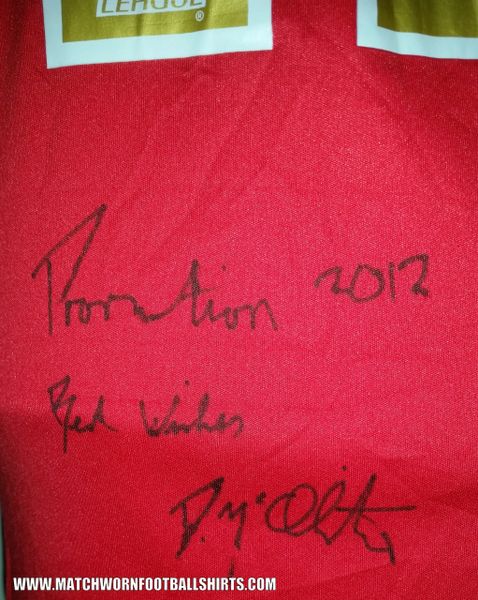 LEAGUE®
Promotion 2012
Best Wishes
D. M
WWW.MATCHWORNFOOTBALLSHIRTS.COM